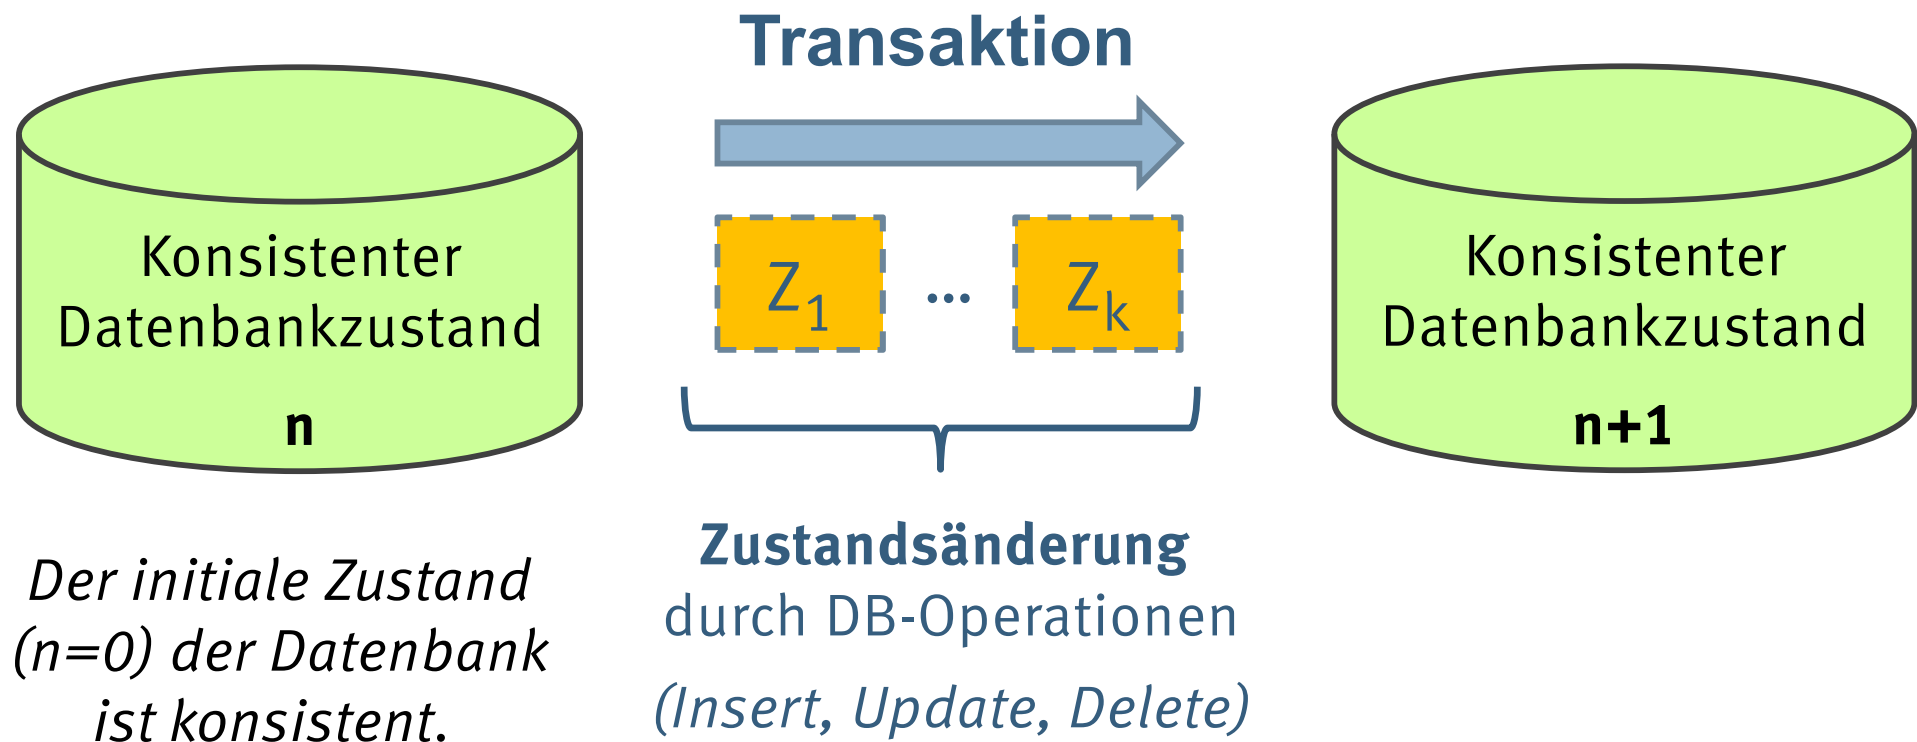 Transaktion
Konsistenter
Datenbankzustand
n
Z1 ... Zk
Konsistenter
Datenbankzustand
n+1
Der initiale Zustand
(n=0) der Datenbank
ist konsistent.
Zustandsänderung
durch DB-Operationen
(Insert, Update, Delete)